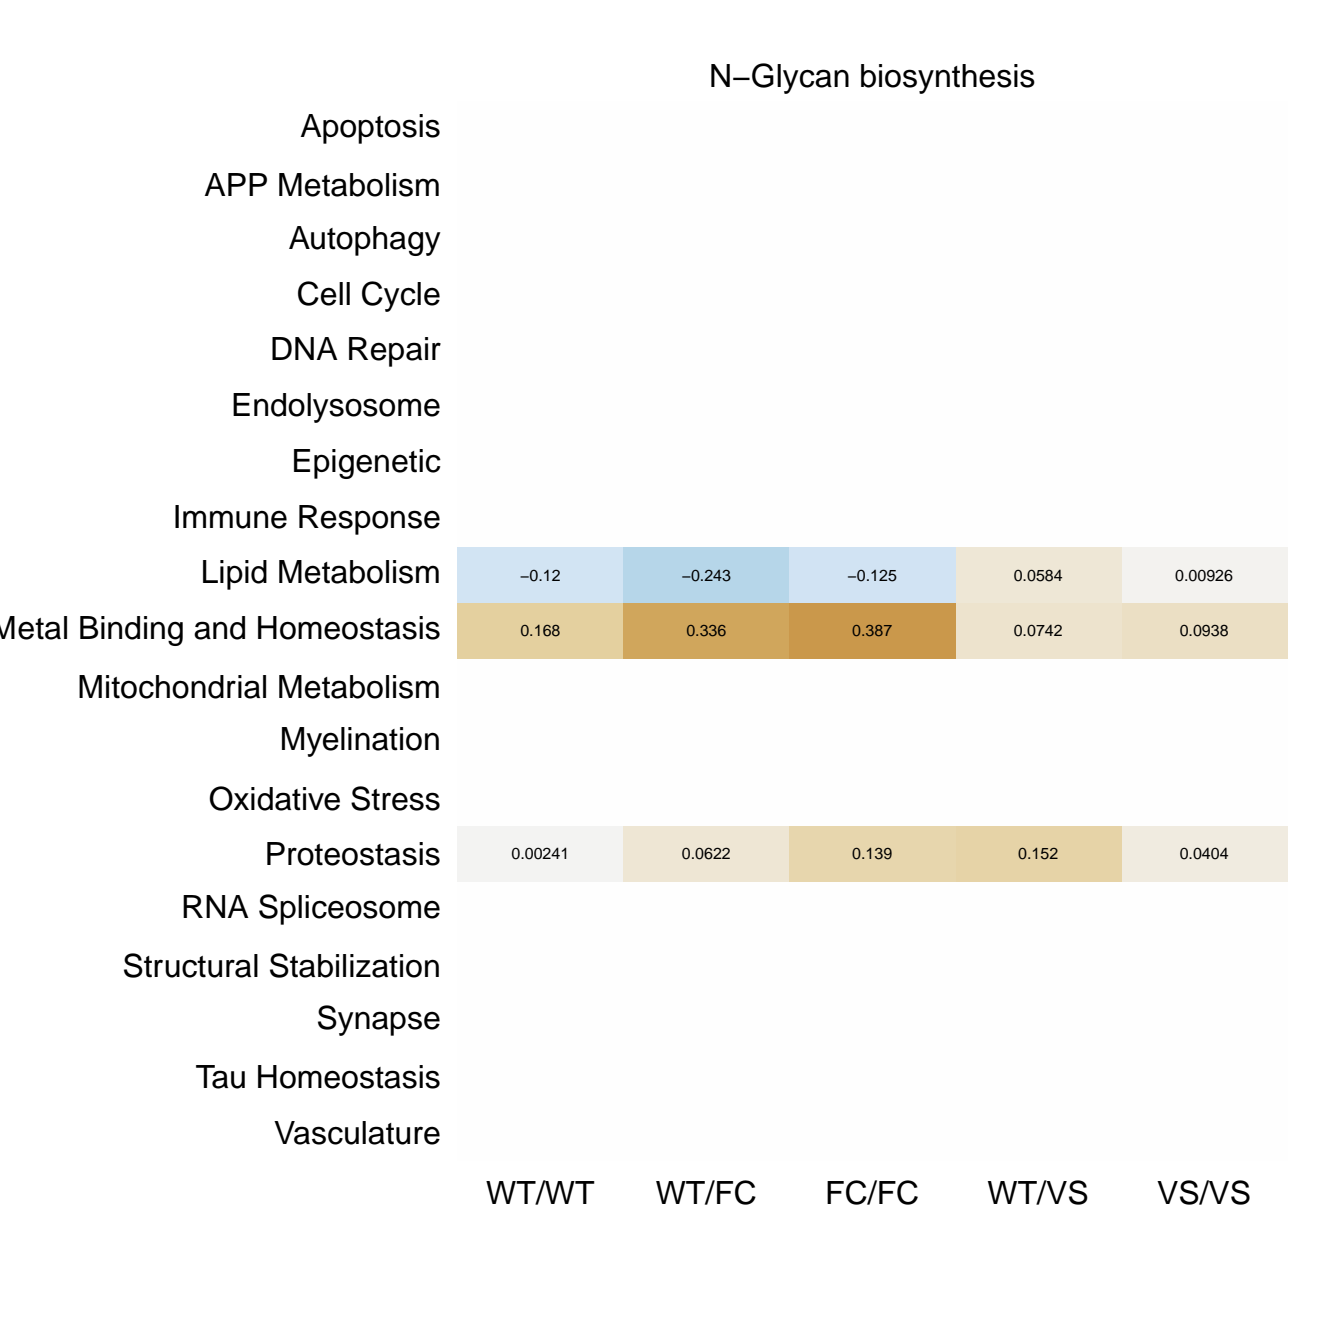 N−Glycan biosynthesis
Apoptosis
APP Metabolism
Autophagy
Cell Cycle
DNA Repair
Endolysosome
Epigenetic
Immune Response
Lipid Metabolism −0.12 −0.243 −0.125 0.0584 0.00926
Metal Binding and Homeostasis 0.168 0.336 0.387 0.0742 0.0938
Mitochondrial Metabolism
Myelination
Oxidative Stress
Proteostasis 0.00241 0.0622 0.139 0.152 0.0404
RNA Spliceosome
Structural Stabilization
Synapse
Tau Homeostasis
Vasculature
WT/WT WT/FC FC/FC WT/VS VS/VS